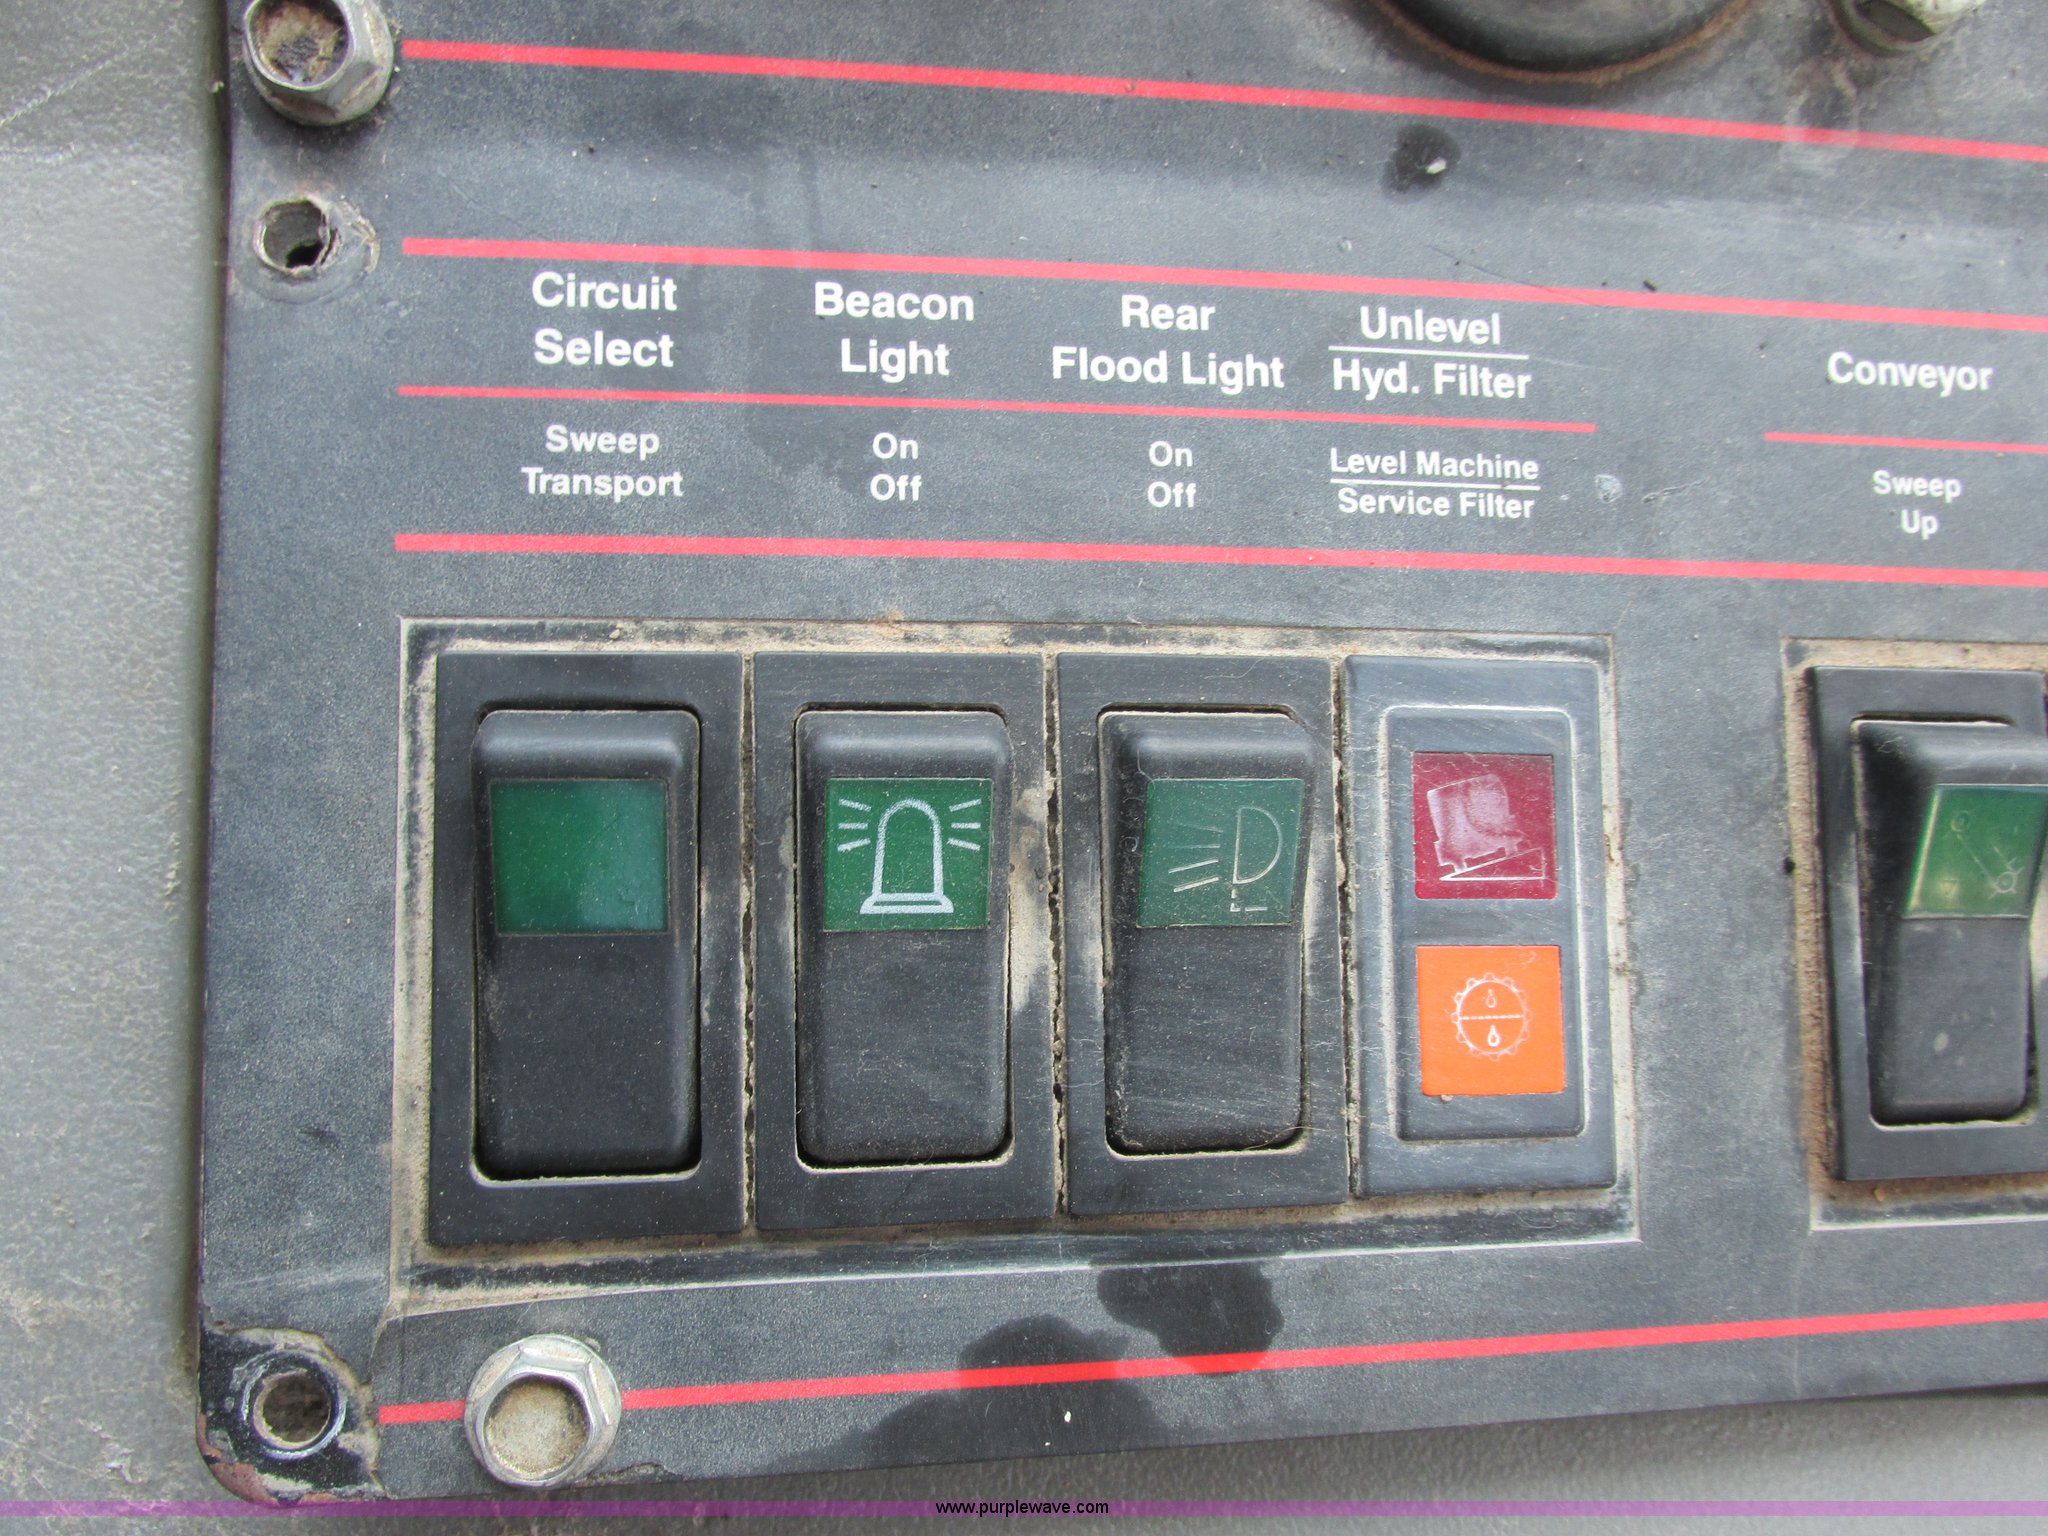 Circuit
Select
Beacon
Light
Rear
Flood Light
Unlevel
Hyd. Filter
Conveyor
Sweep
Transport
On
Off
On
Off
Level Machine
Service Filter
Sweep
Up
www.purplewave.com